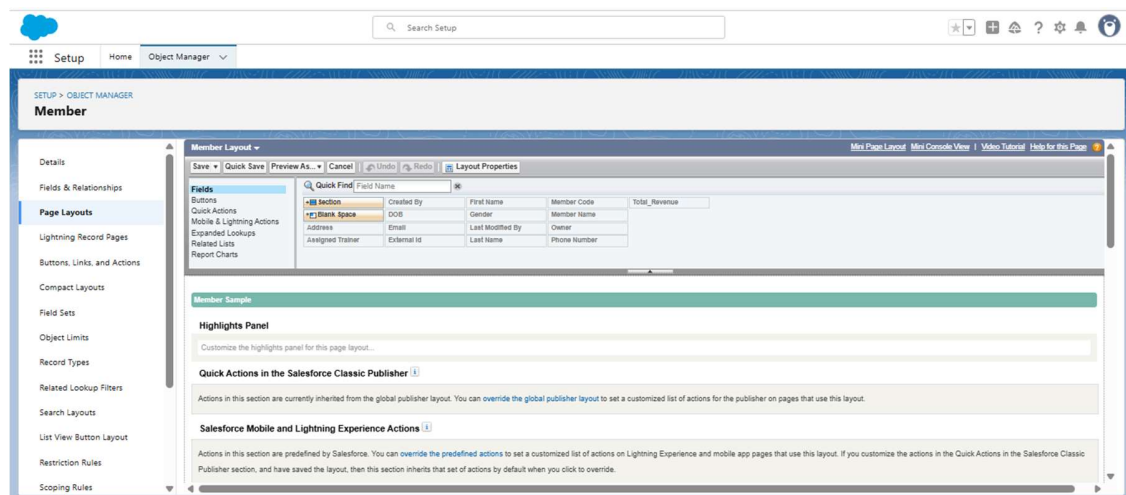 Search Setup
Setup
Home
Object Manager
SETUP > OBJECT MANAGER
Member
Details
Fields & Relationships
Page Layouts
Lightning Record Pages
Buttons, Links, and Actions
Compact Layouts
Field Sets
Object Limits
Record Types
Related Lookup Filters
Search Layouts
List View Button Layout
Restriction Rules
Scoping Rules
Member Layout
Mini Page Layout Mini Console View | Video Tutorial Help for this Page
Save Quick Save Preview As... Cancel Undo Redo Layout Properties
Fields
Buttons
Quick Actions
Mobile & Lightning Actions
Expanded Lookups
Related Lists
Report Charts
Quick Find Field Name
Section Created By First Name Member Code Total_Revenue
Blank Space DOB Gender Member Name
Address Email Last Modified By Owner
Assigned Trainer External Id Last Name Phone Number
Member Sample
Highlights Panel
Customize the highlights panel for this page layout...
Quick Actions in the Salesforce Classic Publisher
Actions in this section are currently inherited from the global publisher layout. You can override the global publisher layout to set a customized list of actions for the publisher on pages that use this layout.
Salesforce Mobile and Lightning Experience Actions
Actions in this section are predefined by Salesforce. You can override the predefined actions to set a customized list of actions on Lightning Experience and mobile app pages that use this layout. If you customize the actions in the Quick Actions in the Salesforce Classic
Publisher section, and have saved the layout, then this section inherits that set of actions by default when you click to override.